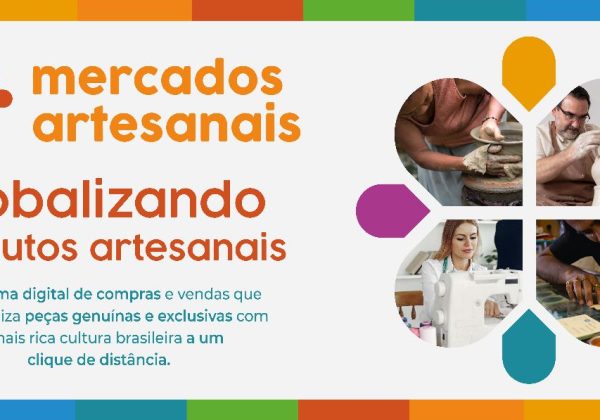 mercados
artesanais
obalizando
utos artesanais
ma digital de compras e vendas que
iza peças genuínas e exclusivas com
ais rica cultura brasileira a um
clique de distância.